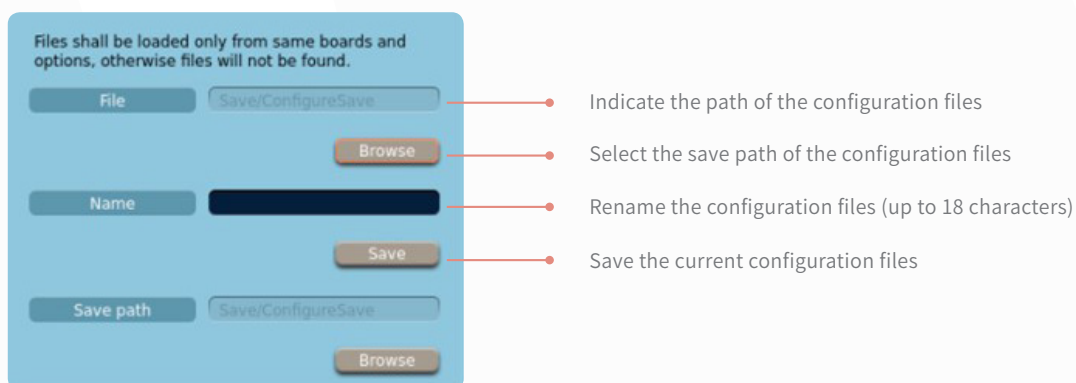 Files shall be loaded only from same boards and
options, otherwise files will not be found.
File
Save/ConfigureSave
Indicate the path of the configuration files
Browse
Select the save path of the configuration files
Name
Rename the configuration files (up to 18 characters)
Save
Save the current configuration files
Save path
Save/ConfigureSave
Browse